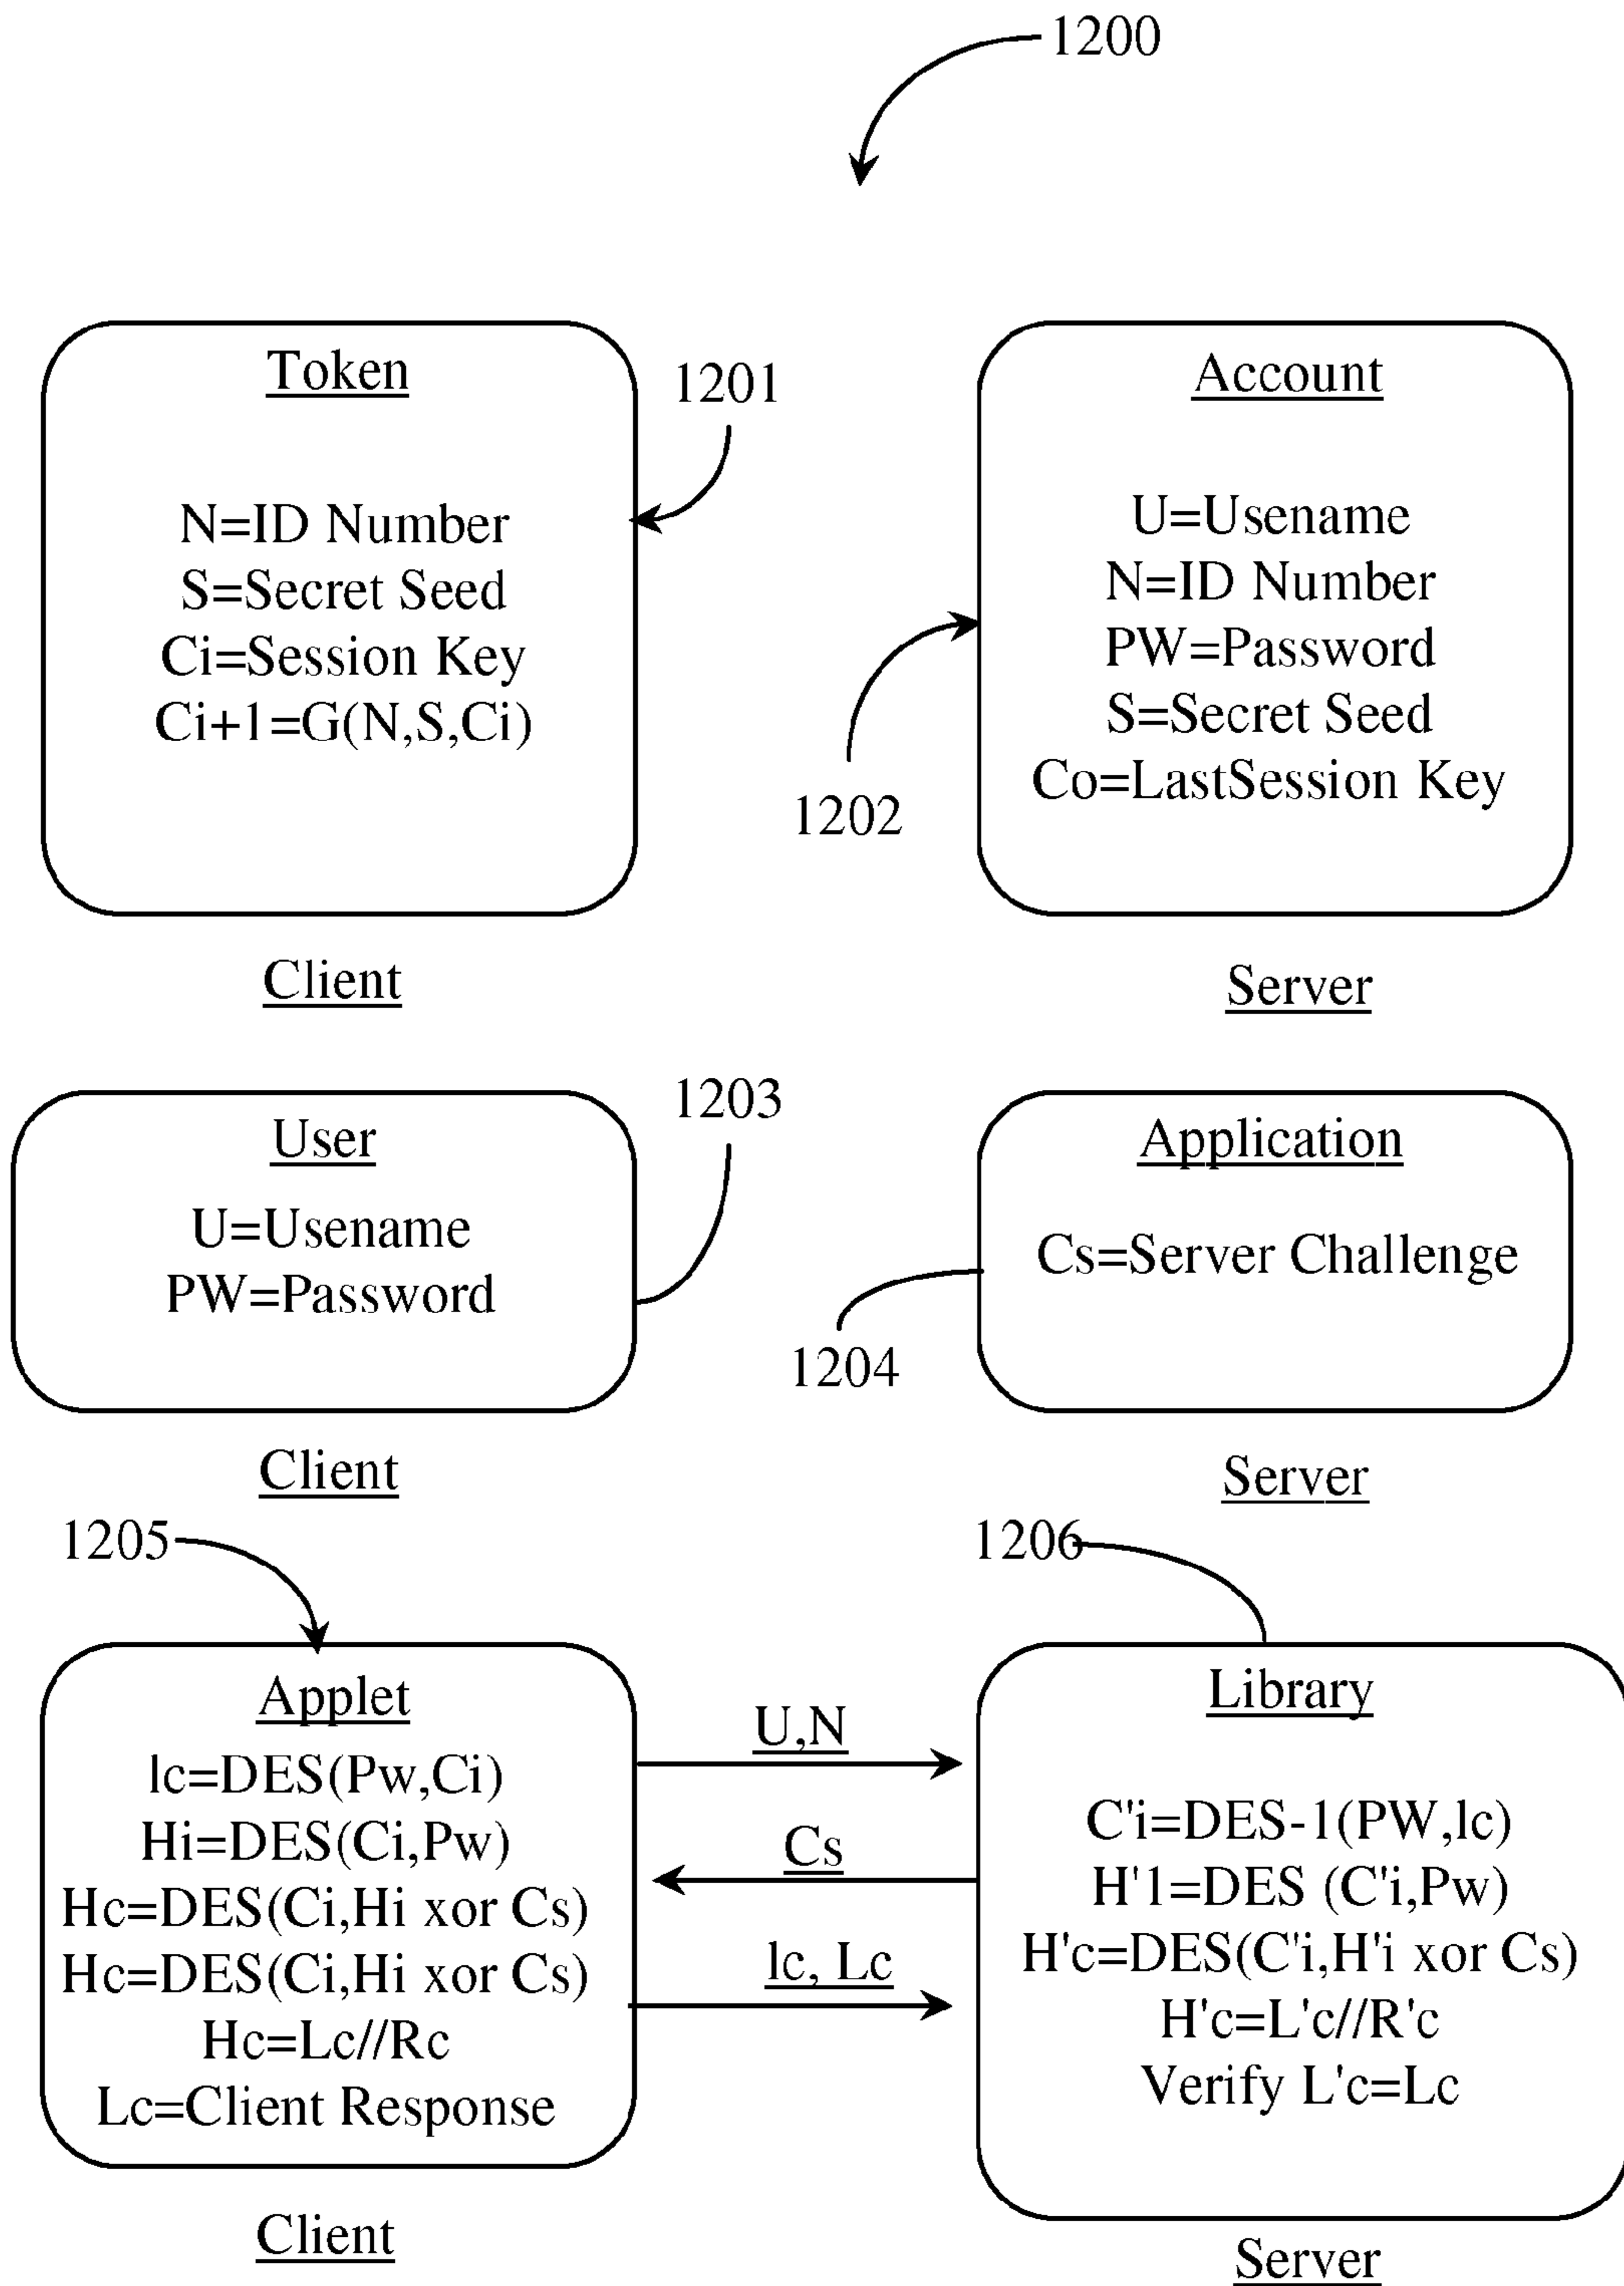 1200
Token
N=ID Number
S=Secret Seed
Ci=Session Key
Ci+1=G(N,S,Ci)
1201
Client
Account
U=Usename
N=ID Number
PW=Password
S=Secret Seed
Co=LastSession Key
1202
Server
User
U=Usename
PW=Password
1203
Client
Application
Cs=Server Challenge
1204
Server
1205
Applet
lc=DES(Pw,Ci)
Hi=DES(Ci,Pw)
Hc=DES(Ci,Hi xor Cs)
Hc=DES(Ci,Hi xor Cs)
Hc=Lc//Rc
Lc=Client Response
Client
U,N
Cs
lc, Lc
1206
Library
C'i=DES-1(PW,lc)
H'1=DES (C'i,Pw)
H'c=DES(C'i,H'i xor Cs)
H'c=L'c//R'c
Verify L'c=Lc
Server